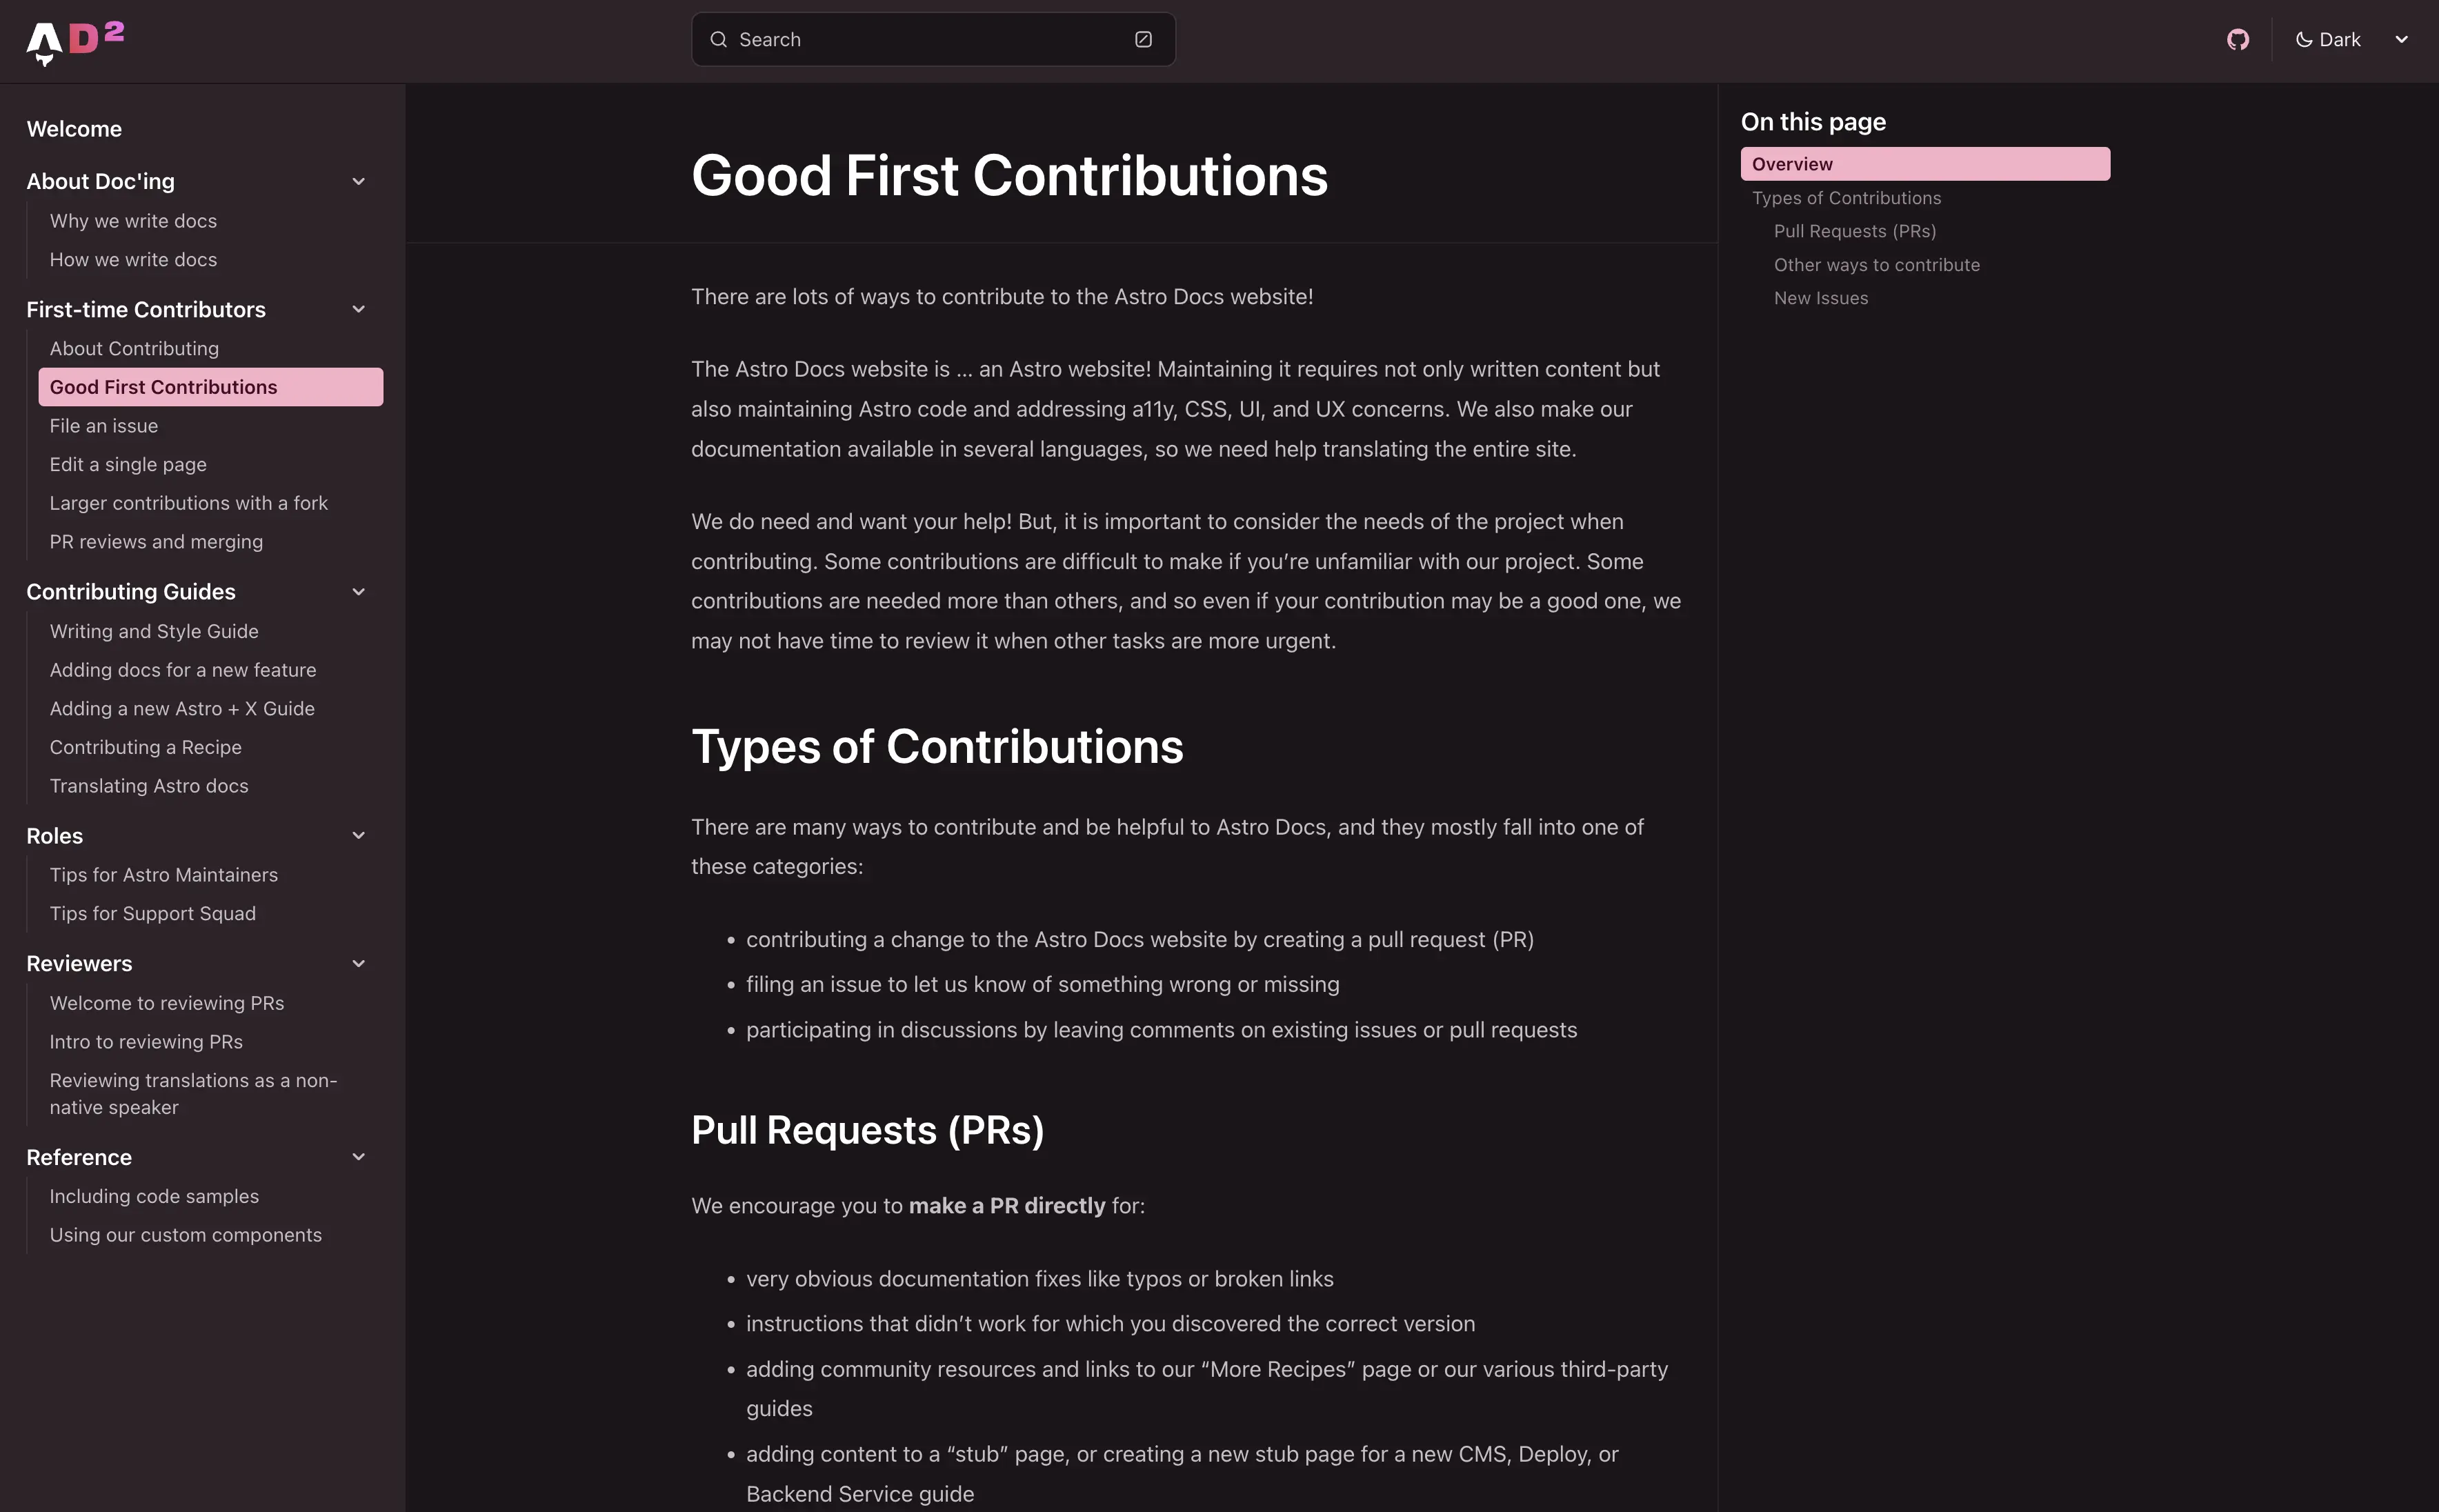 AD²
Search
Dark
Welcome
About Doc'ing
Why we write docs
How we write docs
First-time Contributors
About Contributing
Good First Contributions
File an issue
Edit a single page
Larger contributions with a fork
PR reviews and merging
Contributing Guides
Writing and Style Guide
Adding docs for a new feature
Adding a new Astro + X Guide
Contributing a Recipe
Translating Astro docs
Roles
Tips for Astro Maintainers
Tips for Support Squad
Reviewers
Welcome to reviewing PRs
Intro to reviewing PRs
Reviewing translations as a non-
native speaker
Reference
Including code samples
Using our custom components
Good First Contributions
There are lots of ways to contribute to the Astro Docs website!
The Astro Docs website is … an Astro website! Maintaining it requires not only written content but
also maintaining Astro code and addressing a11y, CSS, UI, and UX concerns. We also make our
documentation available in several languages, so we need help translating the entire site.
We do need and want your help! But, it is important to consider the needs of the project when
contributing. Some contributions are difficult to make if you’re unfamiliar with our project. Some
contributions are needed more than others, and so even if your contribution may be a good one, we
may not have time to review it when other tasks are more urgent.
Types of Contributions
There are many ways to contribute and be helpful to Astro Docs, and they mostly fall into one of
these categories:
• contributing a change to the Astro Docs website by creating a pull request (PR)
• filing an issue to let us know of something wrong or missing
• participating in discussions by leaving comments on existing issues or pull requests
Pull Requests (PRs)
We encourage you to make a PR directly for:
• very obvious documentation fixes like typos or broken links
• instructions that didn’t work for which you discovered the correct version
• adding community resources and links to our “More Recipes” page or our various third-party
guides
• adding content to a “stub” page, or creating a new stub page for a new CMS, Deploy, or
Backend Service guide
On this page
Overview
Types of Contributions
Pull Requests (PRs)
Other ways to contribute
New Issues